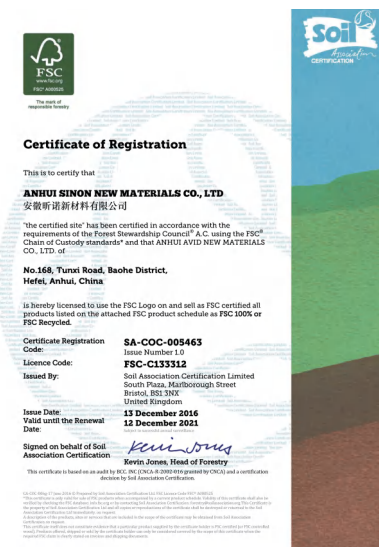 FSC
www.fsc.org
FSC® A000525
The mark of
responsible forestry
Soil
Association
CERTIFICATION
Certificate of Registration
This is to certify that
ANHUI SINON NEW MATERIALS CO., LTD
安徽昕诺新材料有限公司
"the certified site" has been certified in accordance with the
requirements of the Forest Stewardship Council® A.C. using the FSC®
Chain of Custody standards* and that ANHUI AVID NEW MATERIALS
CO., LTD. of
No.168, Tunxi Road, Baohe District,
Hefei, Anhui, China
is hereby licensed to use the FSC Logo on and sell as FSC certified all
products listed on the attached FSC product schedule as FSC 100% or
FSC Recycled.
Certificate Registration Code: SA-COC-005463
Issue Number 1.0
Licence Code: FSC-C133312
Issued By: Soil Association Certification Limited
South Plaza, Marlborough Street
Bristol, BS1 3NX
United Kingdom
Issue Date: 13 December 2016
Valid until the Renewal Date: 12 December 2021
Subject to successful annual surveillance
Signed on behalf of Soil
Association Certification
Kevin Jones
Kevin Jones, Head of Forestry
This certificate is based on an audit by BCC. INC (CNCA-R-2002-016 granted by CNCA) and a certification
decision by Soil Association Certification.